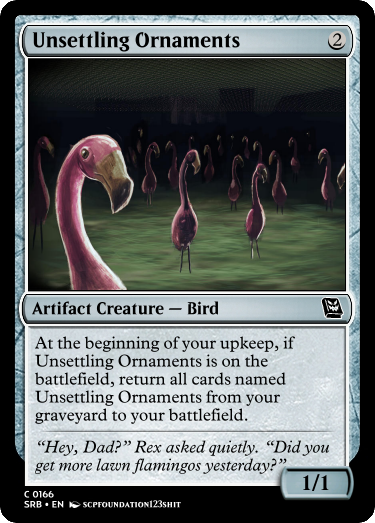 Unsettling Ornaments 2
Artifact Creature — Bird
At the beginning of your upkeep, if
Unsettling Ornaments is on the
battlefield, return all cards named
Unsettling Ornaments from your
graveyard to your battlefield.
“Hey, Dad?” Rex asked quietly. “Did you
get more lawn flamingos yesterday?”
1/1
C 0166
SRB • EN SCPFOUNDATION123SHIT